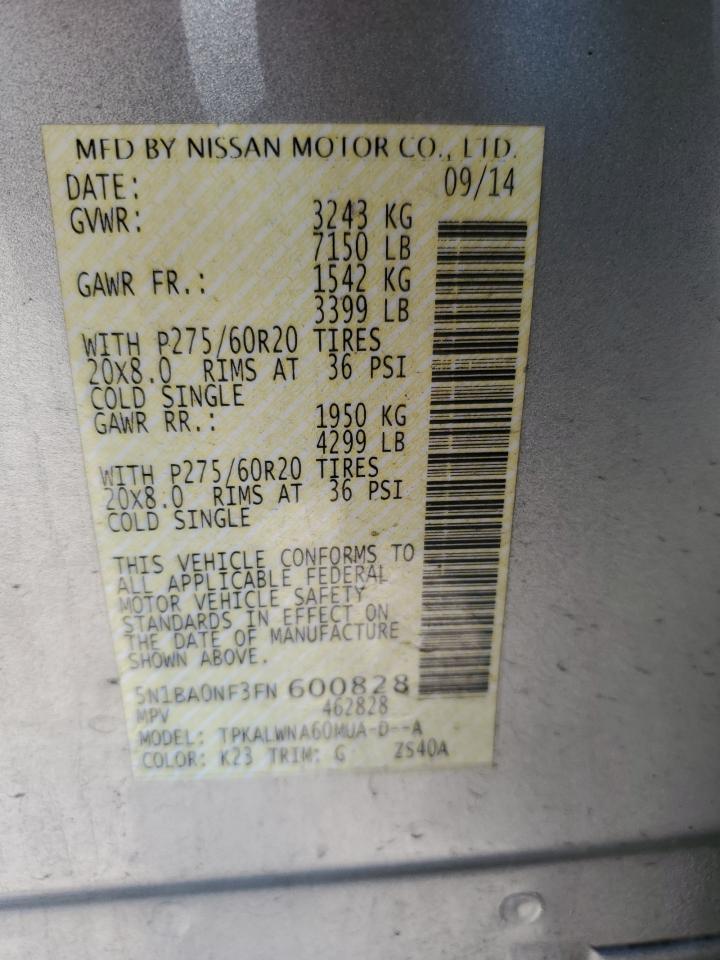 MFD BY NISSAN MOTOR CO., LTD.
DATE: 09/14
GVWR: 3243 KG
7150 LB
GAWR FR.: 1542 KG
3399 LB
WITH P275/60R20 TIRES
20X8.0 RIMS AT 36 PSI
COLD SINGLE
GAWR RR.: 1950 KG
4299 LB
WITH P275/60R20 TIRES
20X8.0 RIMS AT 36 PSI
COLD SINGLE
THIS VEHICLE CONFORMS TO
ALL APPLICABLE FEDERAL
MOTOR VEHICLE SAFETY
STANDARDS IN EFFECT ON
THE DATE OF MANUFACTURE
SHOWN ABOVE.
5N1BA0NF3FN 600828
MPV 462828
MODEL: TPKALWNA60MUA-D--A
COLOR: K23 TRIM: G ZS40A